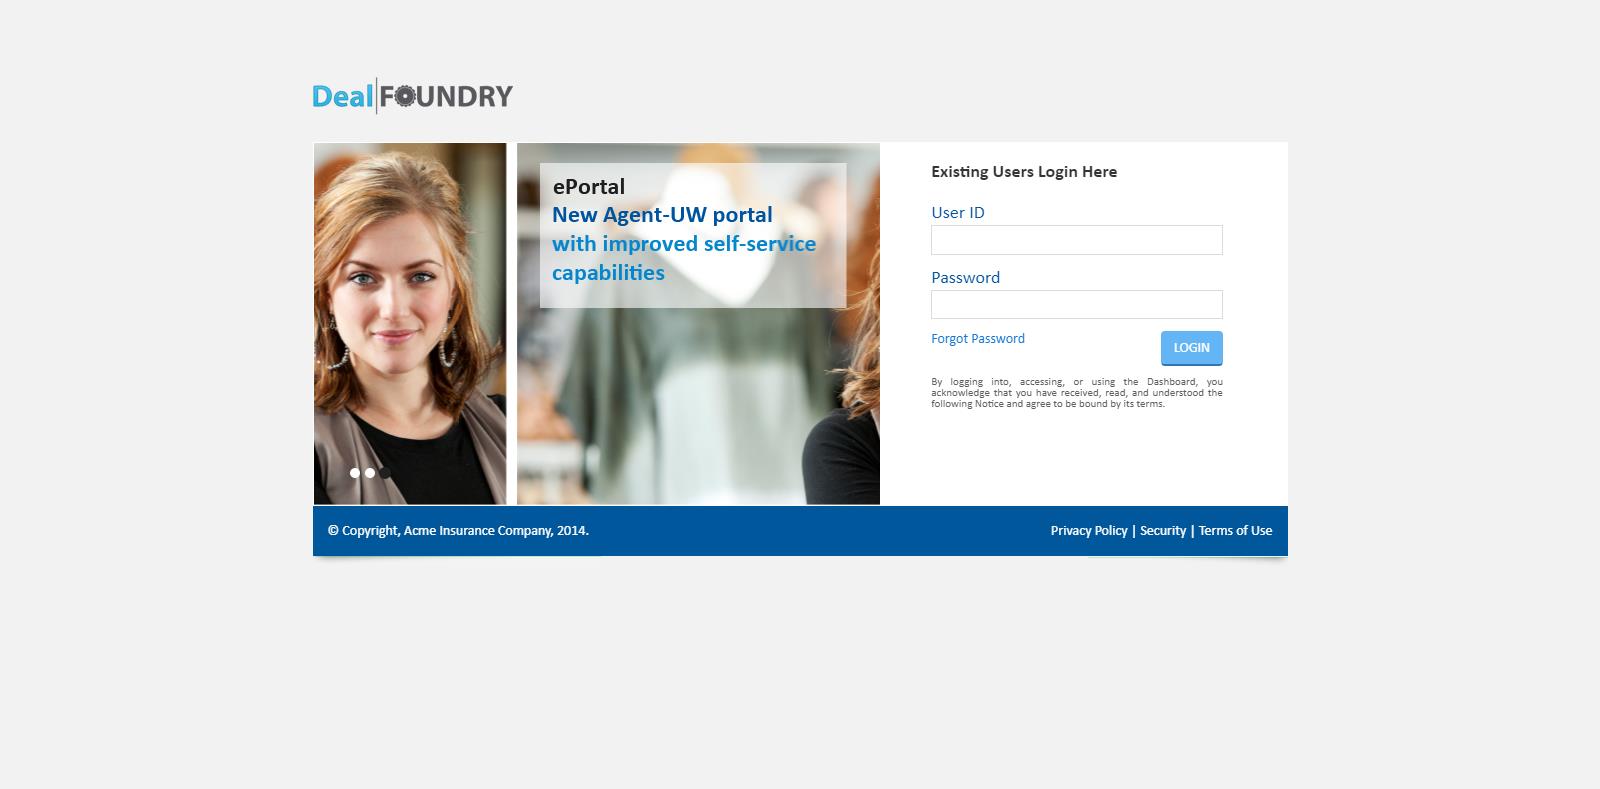 Deal|FOUNDRY
ePortal
New Agent-UW portal
with improved self-service
capabilities
Existing Users Login Here
User ID
Password
Forgot Password
LOGIN
By logging into, accessing, or using the Dashboard, you
acknowledge that you have received, read, and understood the
following Notice and agree to be bound by its terms.
© Copyright, Acme Insurance Company, 2014.
Privacy Policy | Security | Terms of Use